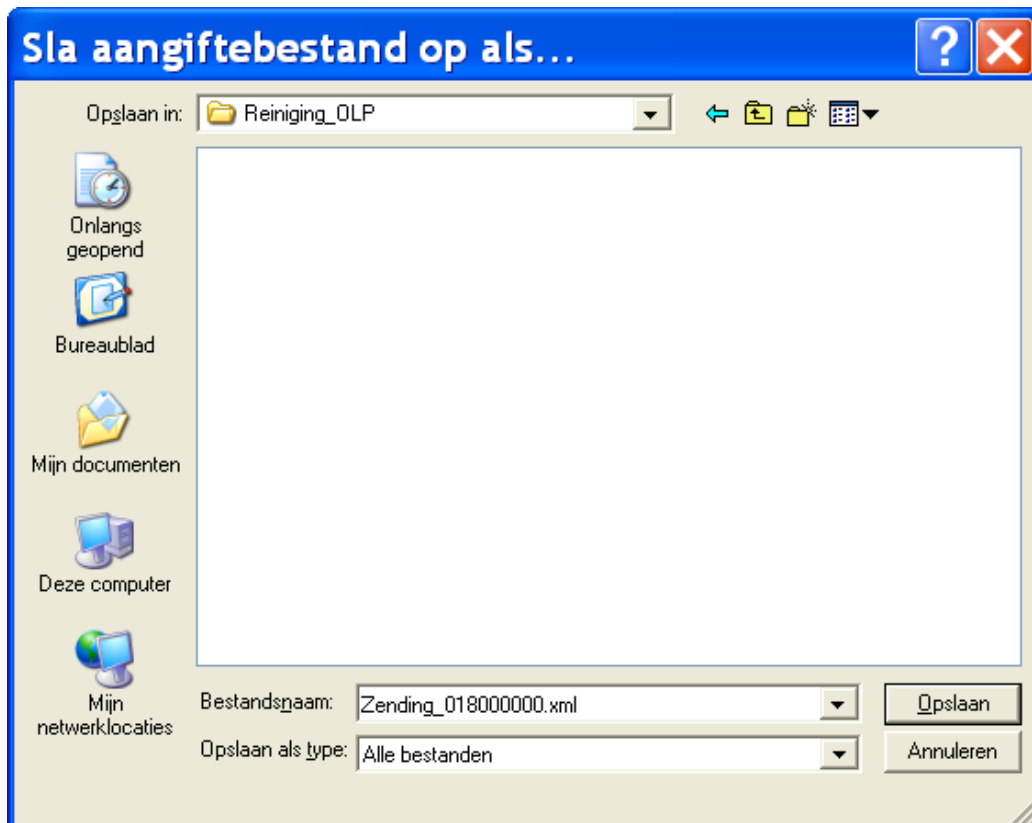 Sla aangiftebestand op als...
Opslaan in:
Reiniging_OLP
Onlangs
geopend
Bureaublad
Mijn documenten
Deze computer
Mijn
netwerklocaties
Bestandsnaam:
Zending_018000000.xml
Opslaan
Opslaan als type:
Alle bestanden
Annuleren